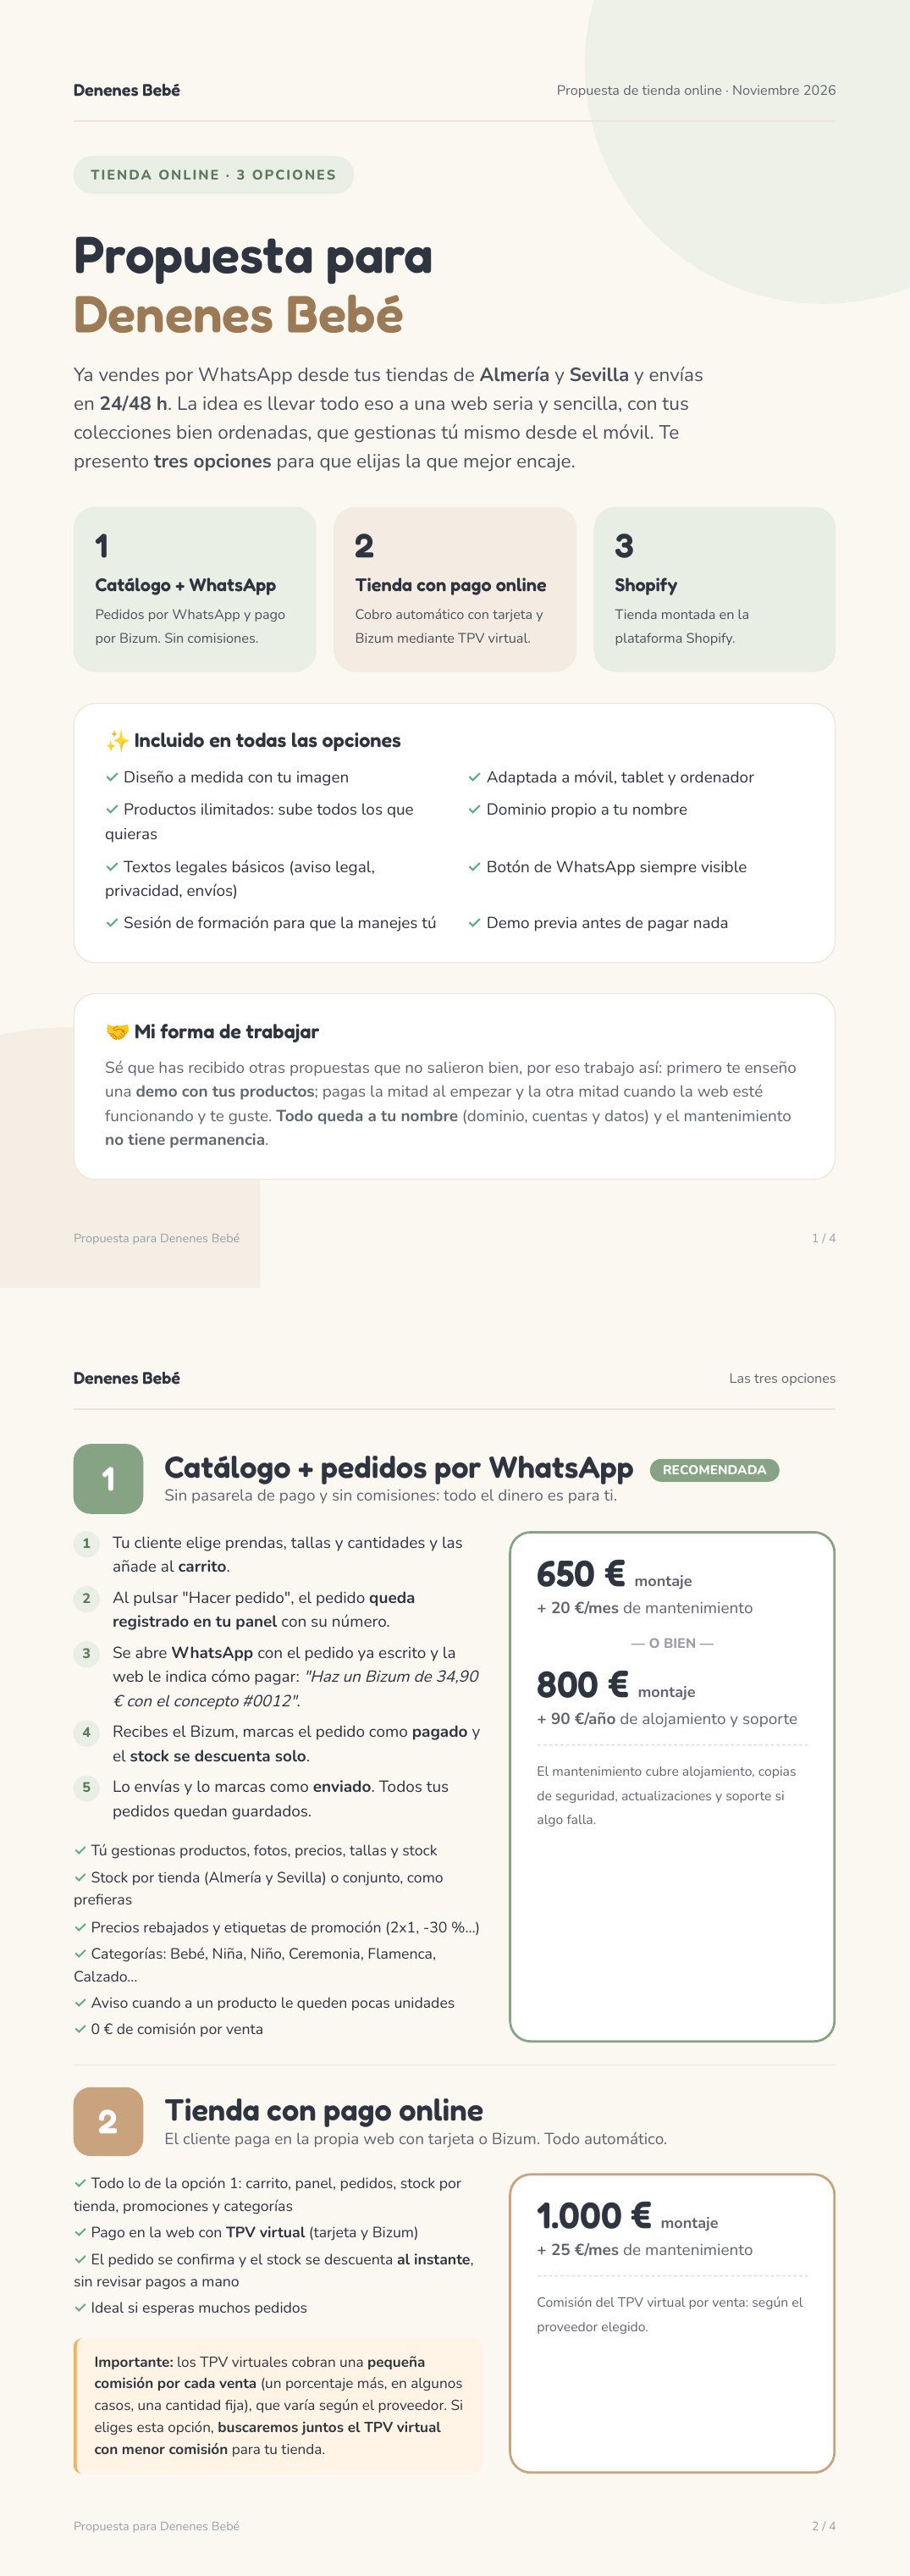 Denenes Bebé
Propuesta de tienda online · Noviembre 2026
TIENDA ONLINE · 3 OPCIONES
Propuesta para
Denenes Bebé
Ya vendes por WhatsApp desde tus tiendas de Almería y Sevilla y envías
en 24/48 h. La idea es llevar todo eso a una web seria y sencilla, con tus
colecciones bien ordenadas, que gestionas tú mismo desde el móvil. Te
presento tres opciones para que elijas la que mejor encaje.
1
Catálogo + WhatsApp
Pedidos por WhatsApp y pago
por Bizum. Sin comisiones.
2
Tienda con pago online
Cobro automático con tarjeta y
Bizum mediante TPV virtual.
3
Shopify
Tienda montada en la
plataforma Shopify.
✨ Incluido en todas las opciones
✓ Diseño a medida con tu imagen
✓ Adaptada a móvil, tablet y ordenador
✓ Productos ilimitados: sube todos los que
quieras
✓ Dominio propio a tu nombre
✓ Textos legales básicos (aviso legal,
privacidad, envíos)
✓ Botón de WhatsApp siempre visible
✓ Sesión de formación para que la manejes tú
✓ Demo previa antes de pagar nada
🤝 Mi forma de trabajar
Sé que has recibido otras propuestas que no salieron bien, por eso trabajo así: primero te enseño
una demo con tus productos; pagas la mitad al empezar y la otra mitad cuando la web esté
funcionando y te guste. Todo queda a tu nombre (dominio, cuentas y datos) y el mantenimiento
no tiene permanencia.
Propuesta para Denenes Bebé
1 / 4
Denenes Bebé
Las tres opciones
1
Catálogo + pedidos por WhatsApp
RECOMENDADA
Sin pasarela de pago y sin comisiones: todo el dinero es para ti.
1 Tu cliente elige prendas, tallas y cantidades y las
añade al carrito.
2 Al pulsar "Hacer pedido", el pedido queda
registrado en tu panel con su número.
3 Se abre WhatsApp con el pedido ya escrito y la
web le indica cómo pagar: "Haz un Bizum de 34,90
€ con el concepto #0012".
4 Recibes el Bizum, marcas el pedido como pagado y
el stock se descuenta solo.
5 Lo envías y lo marcas como enviado. Todos tus
pedidos quedan guardados.
✓ Tú gestionas productos, fotos, precios, tallas y stock
✓ Stock por tienda (Almería y Sevilla) o conjunto, como
prefieras
✓ Precios rebajados y etiquetas de promoción (2x1, -30 %...)
✓ Categorías: Bebé, Niña, Niño, Ceremonia, Flamenca,
Calzado...
✓ Aviso cuando a un producto le queden pocas unidades
✓ 0 € de comisión por venta
650 € montaje
+ 20 €/mes de mantenimiento
— O BIEN —
800 € montaje
+ 90 €/año de alojamiento y soporte
El mantenimiento cubre alojamiento, copias
de seguridad, actualizaciones y soporte si
algo falla.
2
Tienda con pago online
El cliente paga en la propia web con tarjeta o Bizum. Todo automático.
✓ Todo lo de la opción 1: carrito, panel, pedidos, stock por
tienda, promociones y categorías
✓ Pago en la web con TPV virtual (tarjeta y Bizum)
✓ El pedido se confirma y el stock se descuenta al instante,
sin revisar pagos a mano
✓ Ideal si esperas muchos pedidos
Importante: los TPV virtuales cobran una pequeña
comisión por cada venta (un porcentaje más, en algunos
casos, una cantidad fija), que varía según el proveedor. Si
eliges esta opción, buscaremos juntos el TPV virtual
con menor comisión para tu tienda.
1.000 € montaje
+ 25 €/mes de mantenimiento
Comisión del TPV virtual por venta: según el
proveedor elegido.
Propuesta para Denenes Bebé
2 / 4